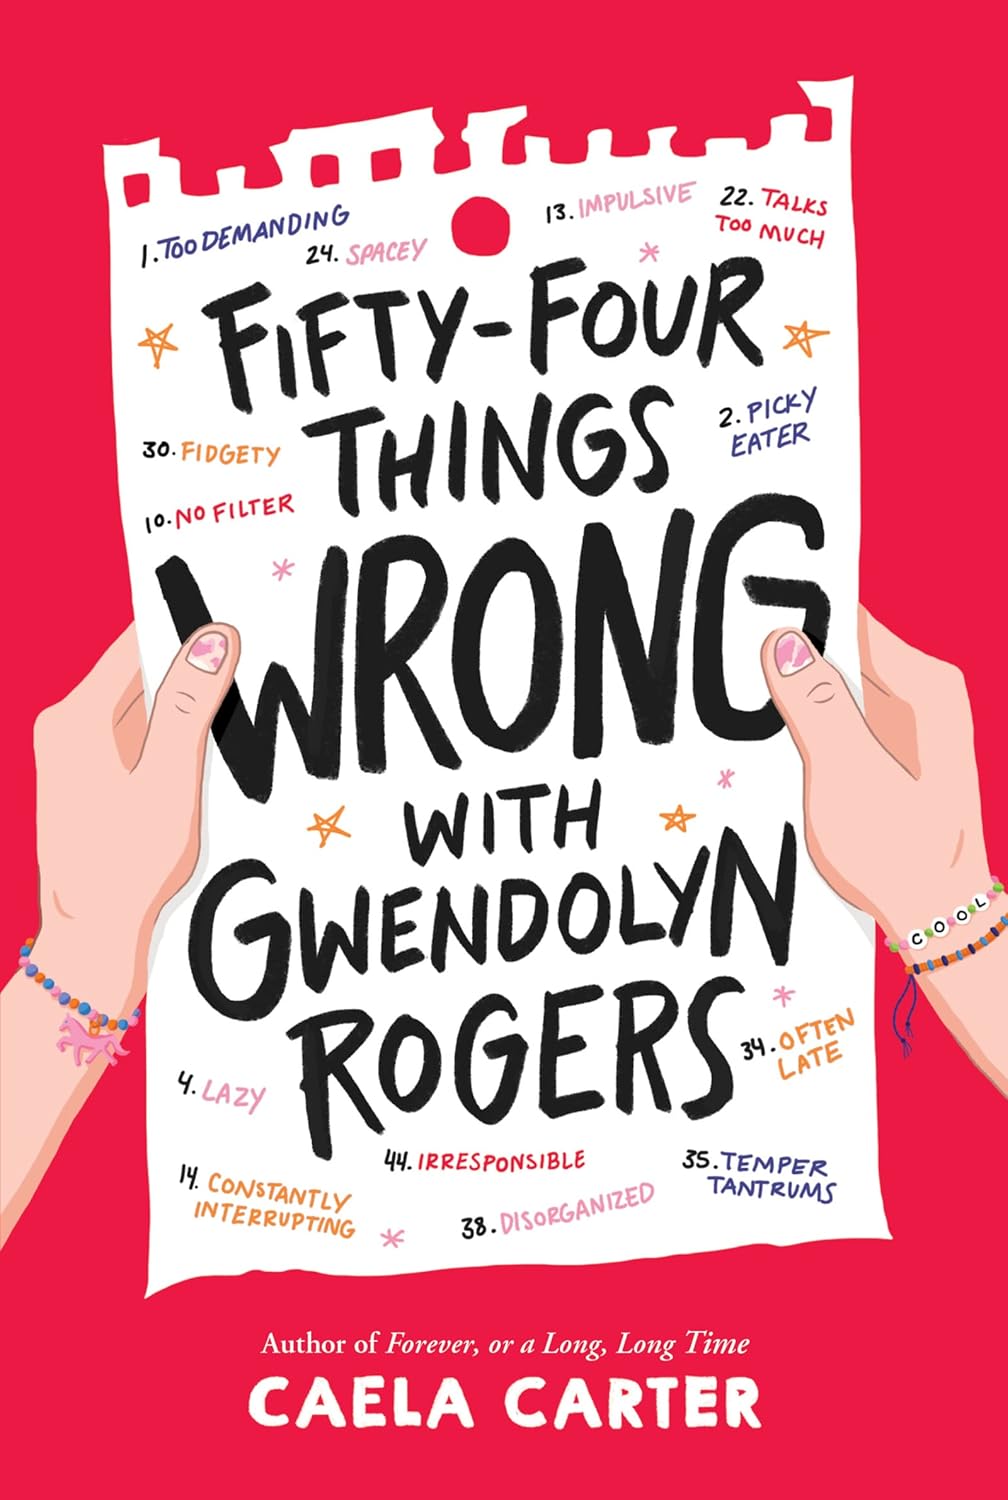 1. TOO DEMANDING
24. SPACEY
13. IMPULSIVE
22. TALKS
TOO MUCH
FIFTY-FOUR
THINGS
2. PICKY
EATER
30. FIDGETY
10. NO FILTER
WRONG
WITH
GWENDOLYN
COOL
ROGERS
34. OFTEN
LATE
4. LAZY
44. IRRESPONSIBLE
35. TEMPER
TANTRUMS
14. CONSTANTLY
INTERRUPTING
38. DISORGANIZED
Author of Forever, or a Long, Long Time
CAELA CARTER